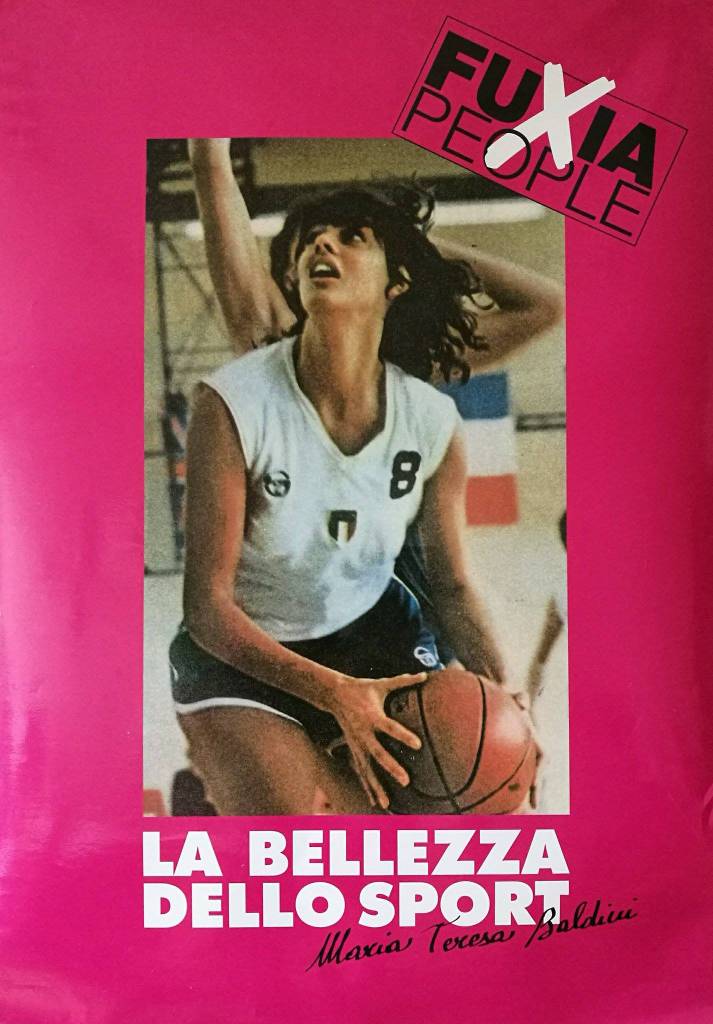 FUXIA
PEOPLE
8
LA BELLEZZA
DELLO SPORT
Maria Teresa Baldini